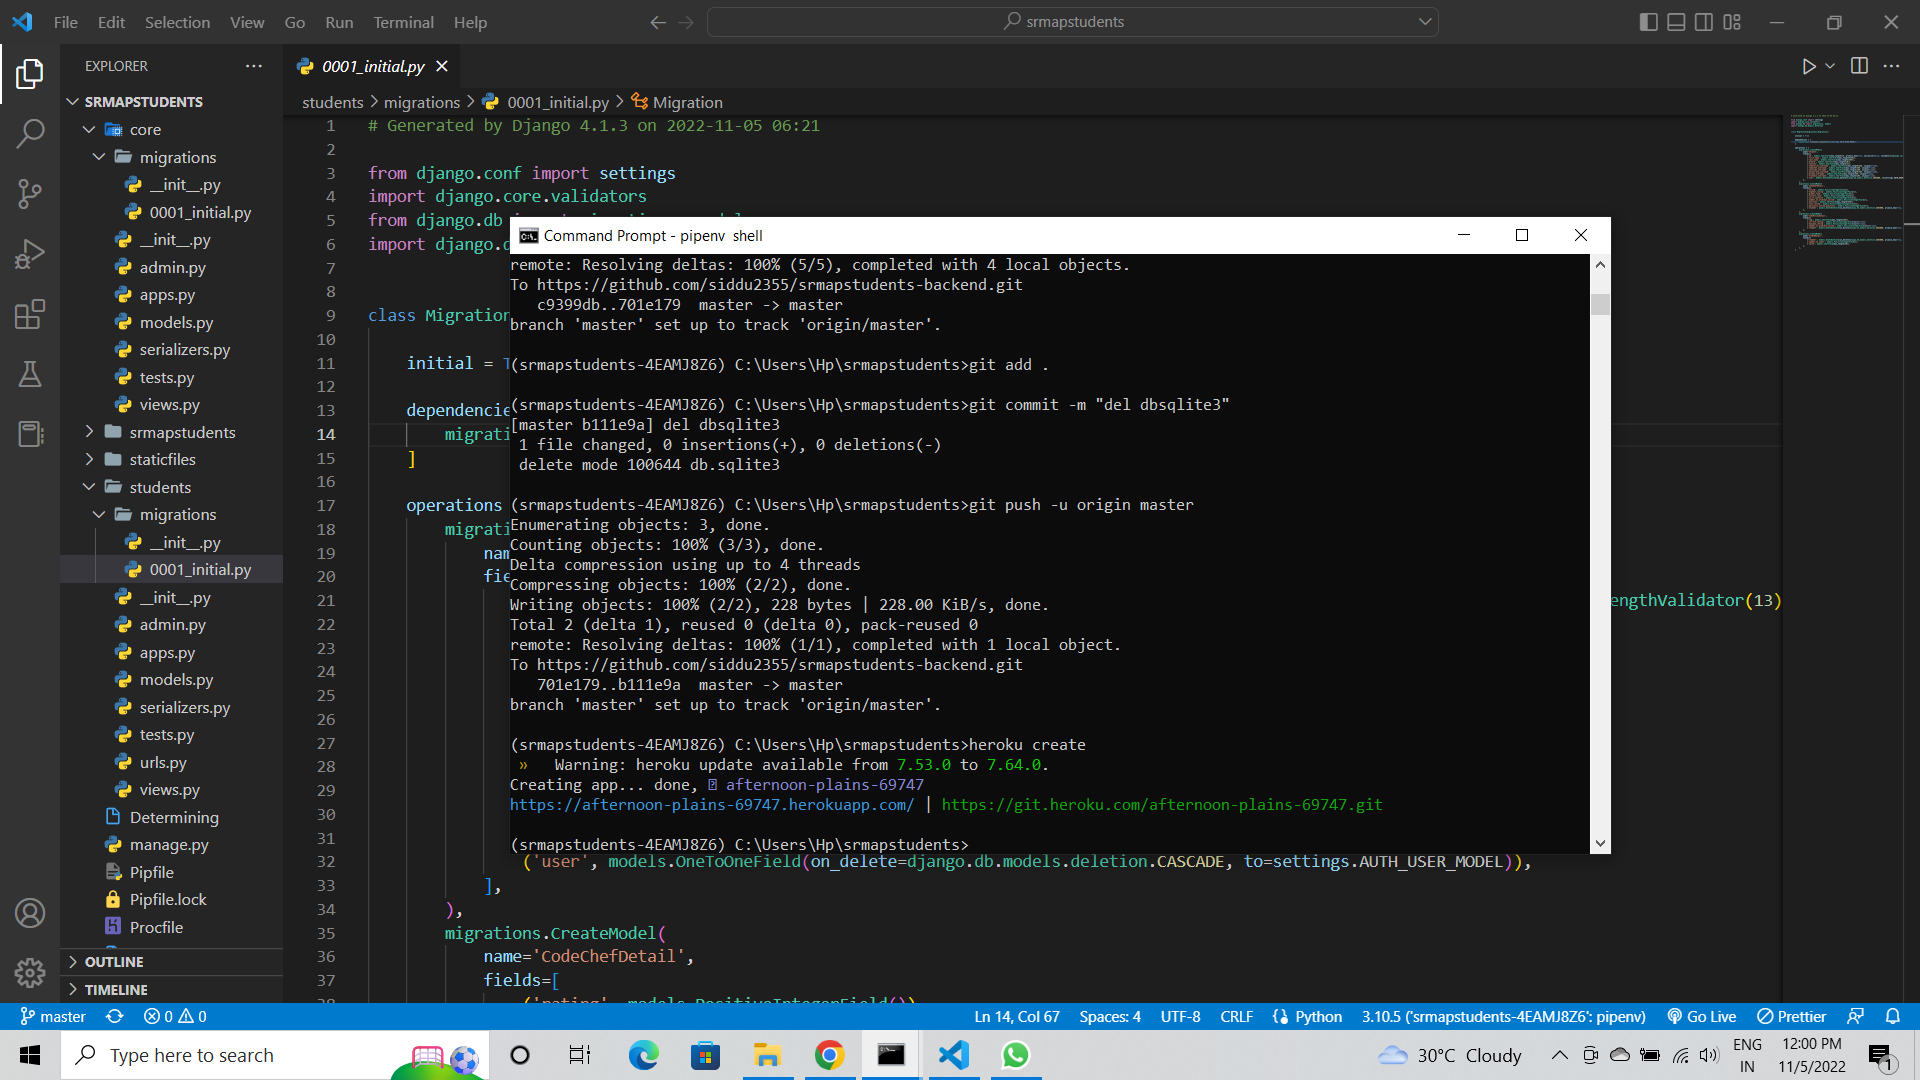 File Edit Selection View Go Run Terminal Help
srmapstudents
EXPLORER
0001_initial.py
SRMAPSTUDENTS
students > migrations > 0001_initial.py > Migration
core
migrations
__init__.py
0001_initial.py
__init__.py
admin.py
apps.py
models.py
serializers.py
tests.py
views.py
srmapstudents
staticfiles
students
migrations
__init__.py
0001_initial.py
__init__.py
admin.py
apps.py
models.py
serializers.py
tests.py
urls.py
views.py
Determining
manage.py
Pipfile
Pipfile.lock
Procfile
OUTLINE
TIMELINE
1 # Generated by Django 4.1.3 on 2022-11-05 06:21
2
3 from django.conf import settings
4 import django.core.validators
5 from django.db
6 import django.d
7
8
9 class Migration
10
11 initial = T
12
13 dependencie
14 migrati
15 ]
16
17 operations
18 migrati
19 nam
20 fie
21 engthValidator(13)
22
23
24
25
26
27
28
29
30
31
32 ('user', models.OneToOneField(on_delete=django.db.models.deletion.CASCADE, to=settings.AUTH_USER_MODEL)),
33 ],
34 ),
35 migrations.CreateModel(
36 name='CodeChefDetail',
37 fields=[
38 ('rating', models.PositiveIntegerField())
Command Prompt - pipenv  shell
remote: Resolving deltas: 100% (5/5), completed with 4 local objects.
To https://github.com/siddu2355/srmapstudents-backend.git
c9399db..701e179  master -> master
branch 'master' set up to track 'origin/master'.
(srmapstudents-4EAMJ8Z6) C:\Users\Hp\srmapstudents>git add .
(srmapstudents-4EAMJ8Z6) C:\Users\Hp\srmapstudents>git commit -m "del dbsqlite3"
[master b111e9a] del dbsqlite3
1 file changed, 0 insertions(+), 0 deletions(-)
delete mode 100644 db.sqlite3
(srmapstudents-4EAMJ8Z6) C:\Users\Hp\srmapstudents>git push -u origin master
Enumerating objects: 3, done.
Counting objects: 100% (3/3), done.
Delta compression using up to 4 threads
Compressing objects: 100% (2/2), done.
Writing objects: 100% (2/2), 228 bytes | 228.00 KiB/s, done.
Total 2 (delta 1), reused 0 (delta 0), pack-reused 0
remote: Resolving deltas: 100% (1/1), completed with 1 local object.
To https://github.com/siddu2355/srmapstudents-backend.git
701e179..b111e9a  master -> master
branch 'master' set up to track 'origin/master'.
(srmapstudents-4EAMJ8Z6) C:\Users\Hp\srmapstudents>heroku create
» Warning: heroku update available from 7.53.0 to 7.64.0.
Creating app... done, afternoon-plains-69747
https://afternoon-plains-69747.herokuapp.com/ | https://git.heroku.com/afternoon-plains-69747.git
(srmapstudents-4EAMJ8Z6) C:\Users\Hp\srmapstudents>
master 0 0 Ln 14, Col 67 Spaces: 4 UTF-8 CRLF Python 3.10.5 ('srmapstudents-4EAMJ8Z6': pipenv) Go Live Prettier
Type here to search 30°C Cloudy ENG IN 12:00 PM 11/5/2022 1